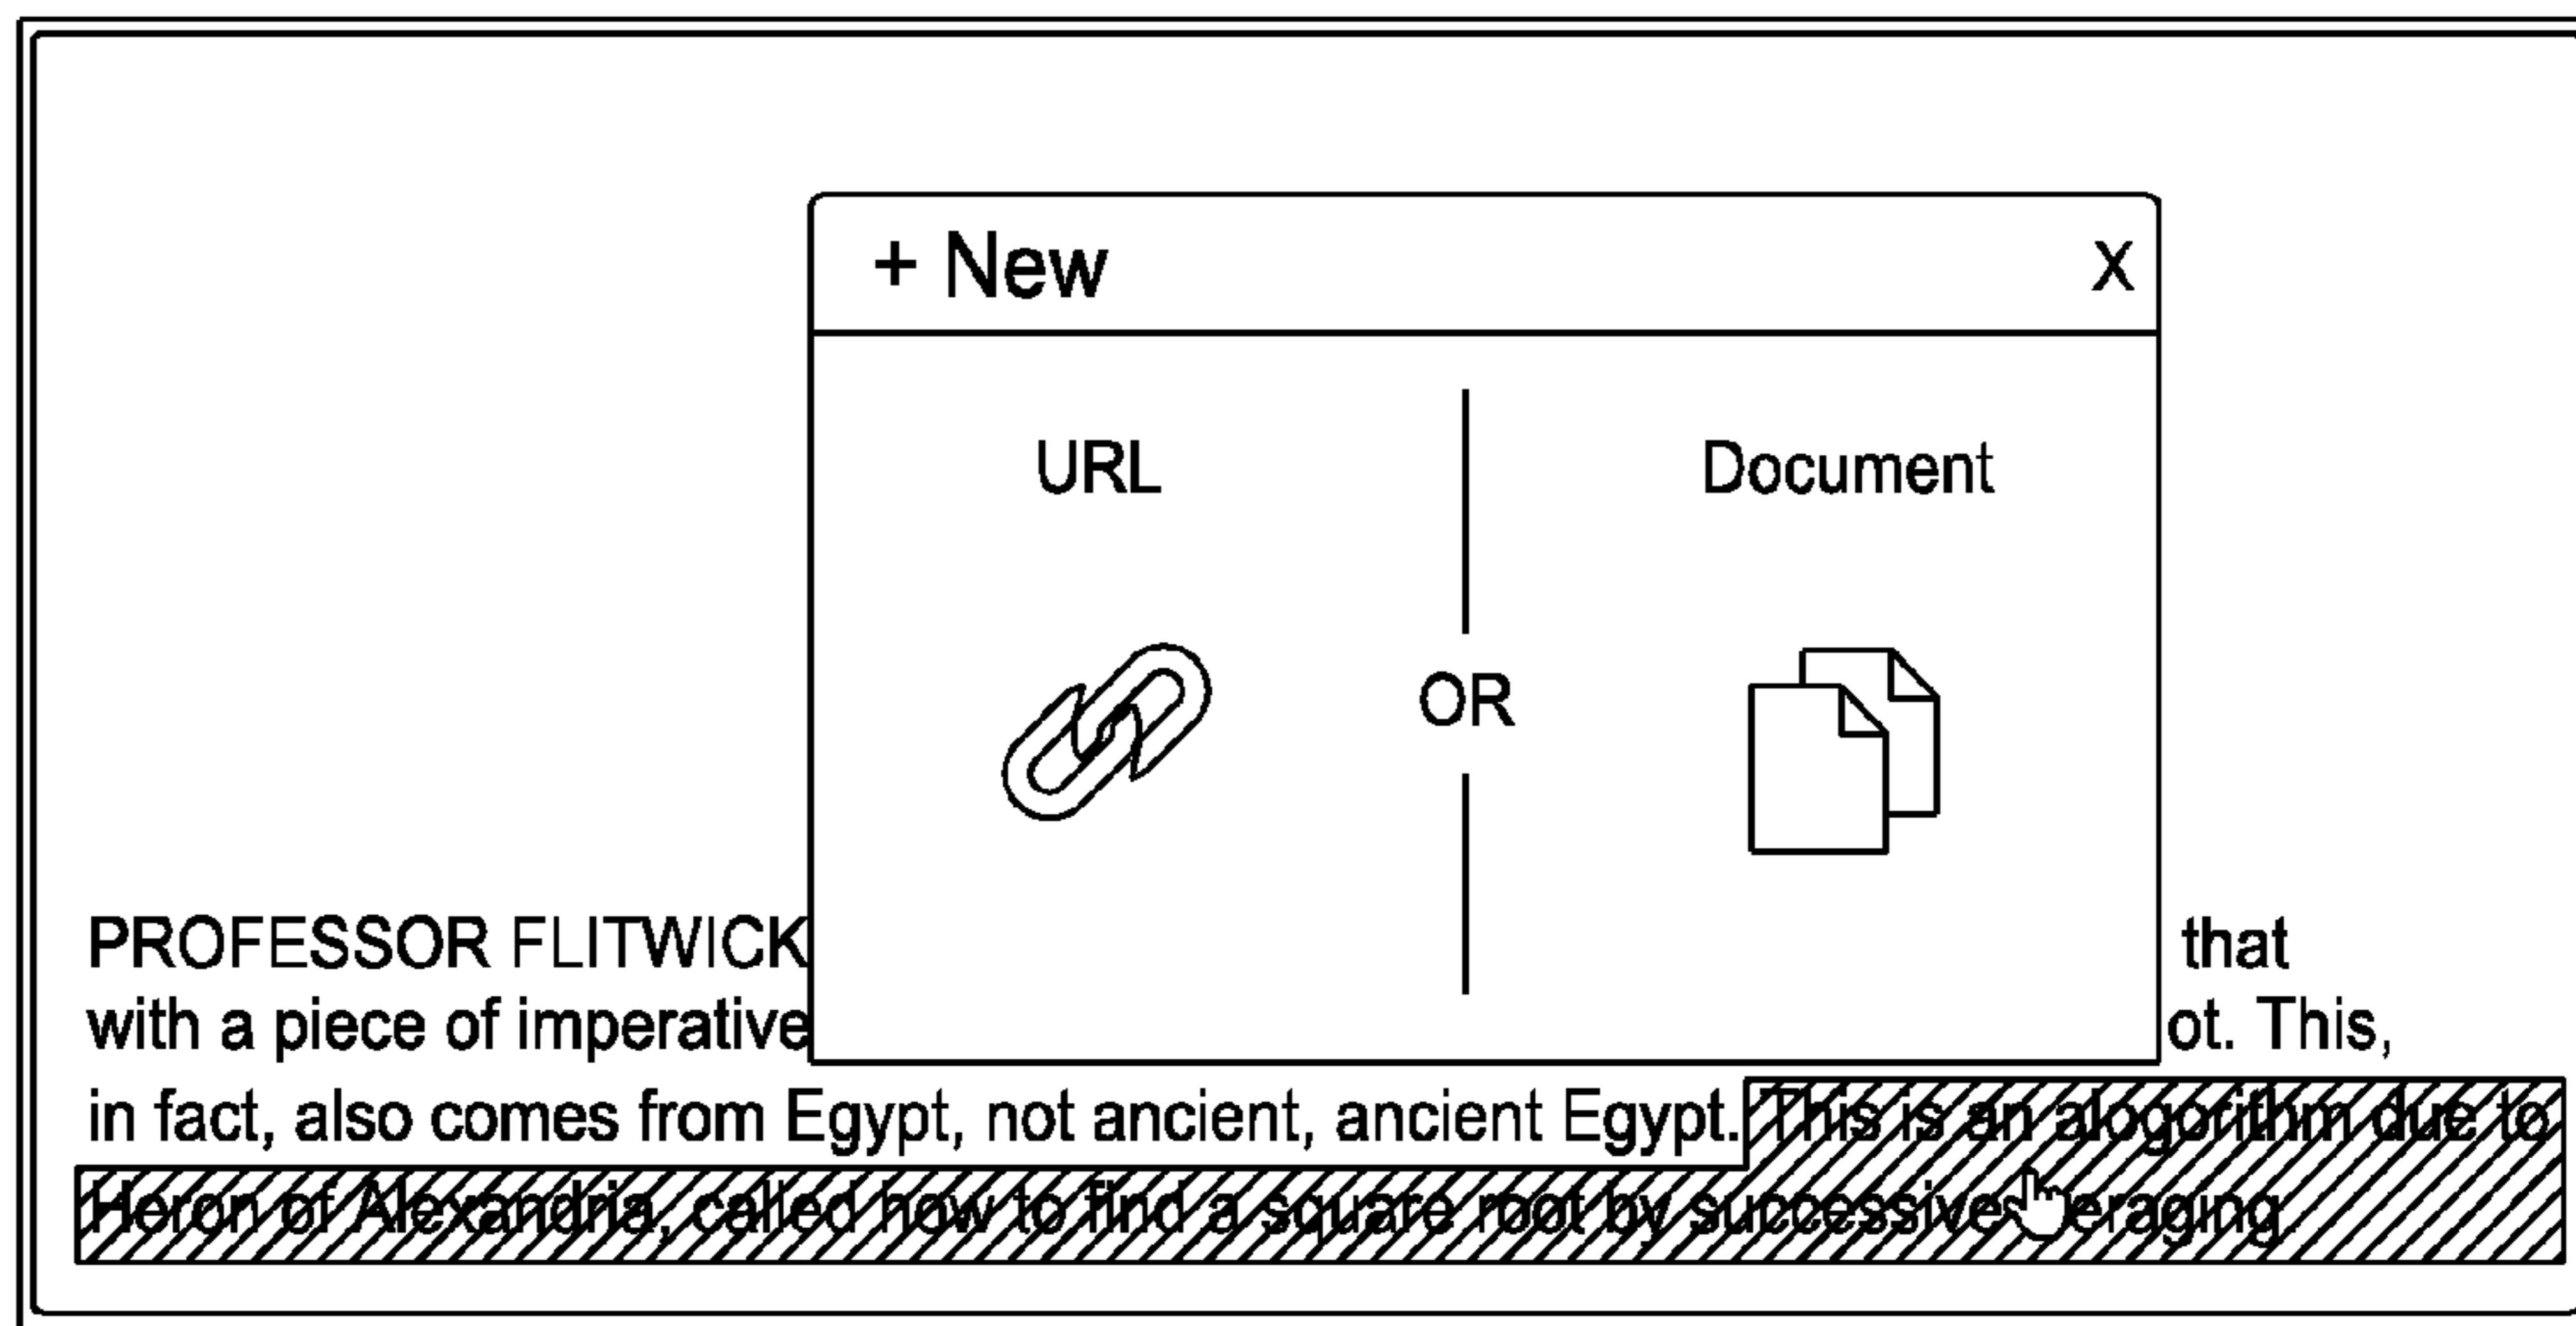 + New X
URL Document
OR
PROFESSOR FLITWICK that
with a piece of imperative ot. This,
in fact, also comes from Egypt, not ancient, ancient Egypt. This is an alogorithm due to
Heron of Alexandria, called how to find a square root by successive eraging